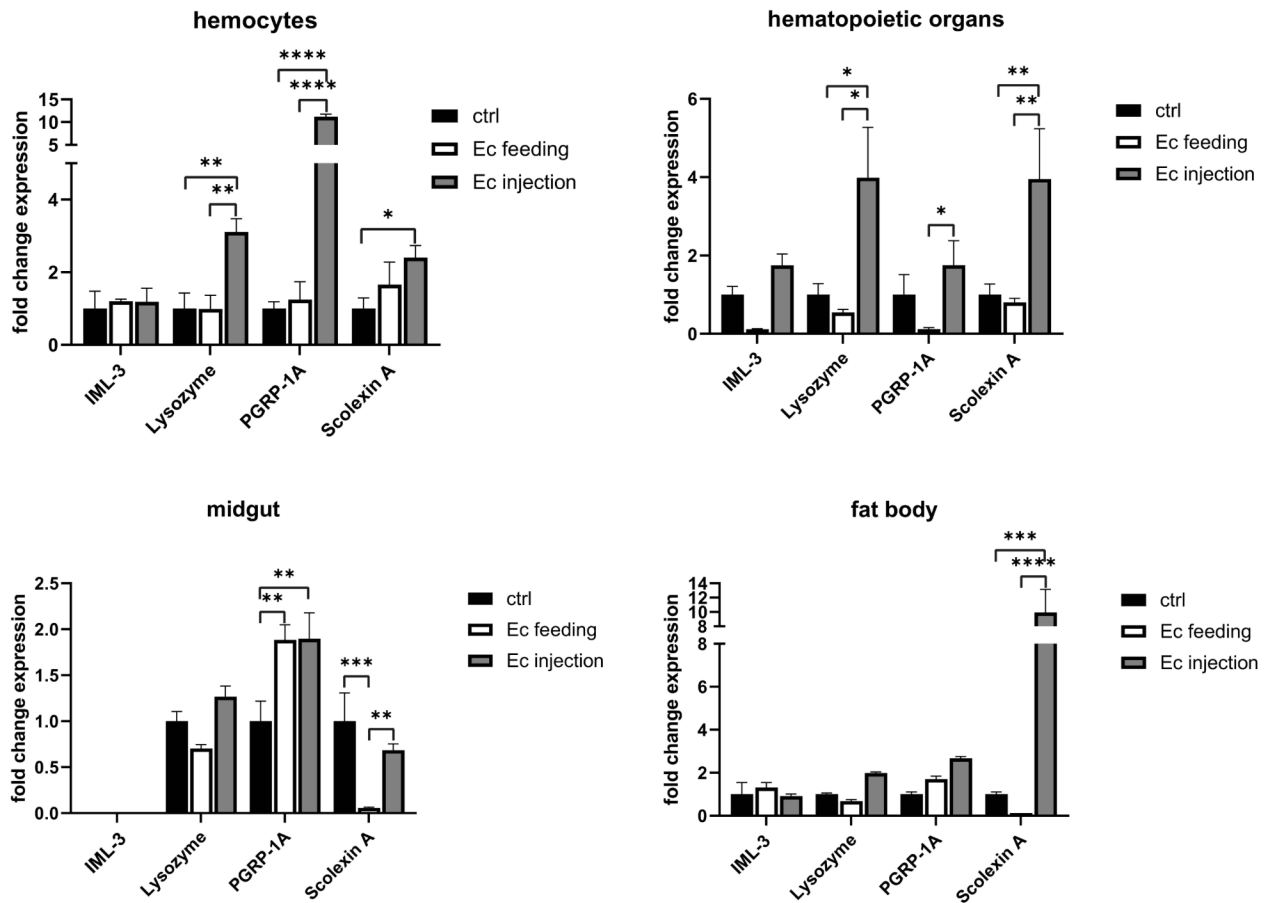 hemocytes
****
****
**
**
*
15
10
5
4
2
0
fold change expression
IML-3
Lysozyme
PGRP-1A
Scolexin A
ctrl
Ec feeding
Ec injection
hematopoietic organs
*
*
*
**
**
6
4
2
0
fold change expression
IML-3
Lysozyme
PGRP-1A
Scolexin A
ctrl
Ec feeding
Ec injection
midgut
**
**
***
**
2.5
2.0
1.5
1.0
0.5
0.0
fold change expression
IML-3
Lysozyme
PGRP-1A
Scolexin A
ctrl
Ec feeding
Ec injection
fat body
***
****
14
12
10
8
8
6
4
2
0
fold change expression
IML-3
Lysozyme
PGRP-1A
Scolexin A
ctrl
Ec feeding
Ec injection